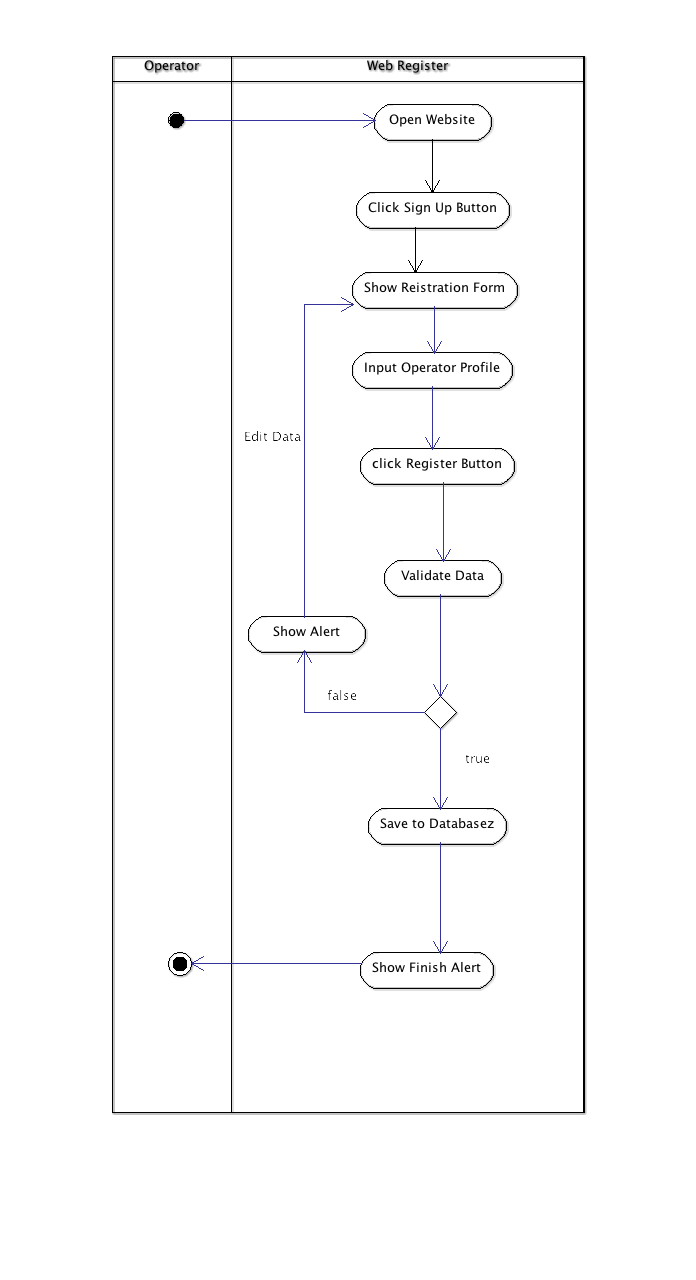 Operator
Web Register
Open Website
Click Sign Up Button
Show Reistration Form
Input Operator Profile
Edit Data
click Register Button
Validate Data
Show Alert
false
true
Save to Databasez
Show Finish Alert